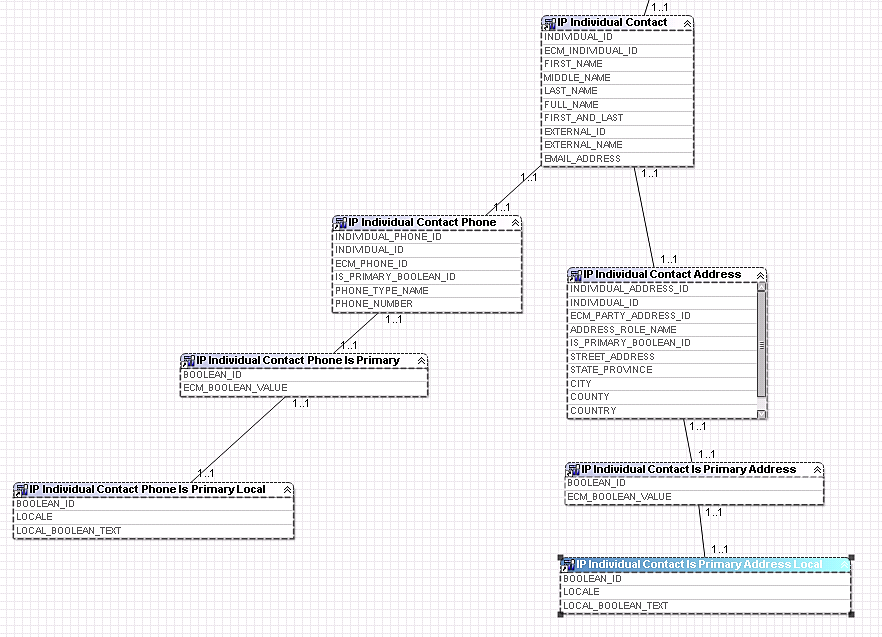 1..1
IP Individual Contact
INDIVIDUAL_ID
ECM_INDIVIDUAL_ID
FIRST_NAME
MIDDLE_NAME
LAST_NAME
FULL_NAME
FIRST_AND_LAST
EXTERNAL_ID
EXTERNAL_NAME
EMAIL_ADDRESS
1..1
1..1
1..1
IP Individual Contact Phone
INDIVIDUAL_PHONE_ID
INDIVIDUAL_ID
ECM_PHONE_ID
IS_PRIMARY_BOOLEAN_ID
PHONE_TYPE_NAME
PHONE_NUMBER
1..1
1..1
IP Individual Contact Address
INDIVIDUAL_ADDRESS_ID
INDIVIDUAL_ID
ECM_PARTY_ADDRESS_ID
ADDRESS_ROLE_NAME
IS_PRIMARY_BOOLEAN_ID
STREET_ADDRESS
STATE_PROVINCE
CITY
COUNTY
COUNTRY
1..1
IP Individual Contact Phone Is Primary
BOOLEAN_ID
ECM_BOOLEAN_VALUE
1..1
1..1
1..1
IP Individual Contact Is Primary Address
BOOLEAN_ID
ECM_BOOLEAN_VALUE
1..1
1..1
IP Individual Contact Phone Is Primary Local
BOOLEAN_ID
LOCALE
LOCAL_BOOLEAN_TEXT
1..1
IP Individual Contact Is Primary Address Local
BOOLEAN_ID
LOCALE
LOCAL_BOOLEAN_TEXT